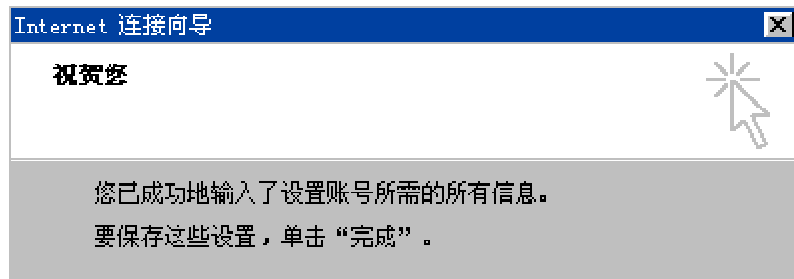 Internet 连接向导
祝贺您
您已成功地输入了设置账号所需的所有信息。
要保存这些设置，单击“完成”。